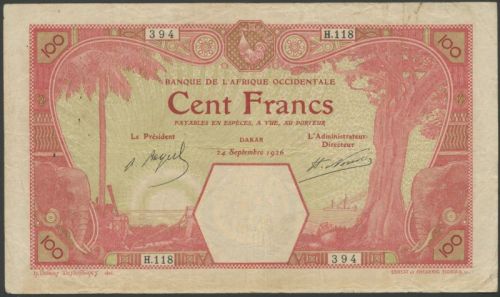 100 394 H.118 100
BANQUE DE L'AFRIQUE OCCIDENTALE
Cent Francs
PAYABLES EN ESPÈCES, A VUE, AU PORTEUR
Le Président DAKAR L'Administrateur-
Directeur
24 Septembre 1926
100 H.118 394 100